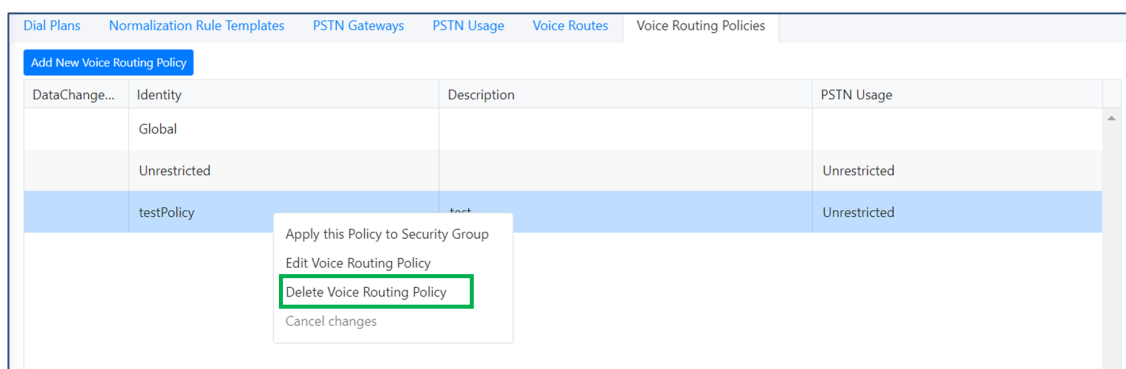 Dial Plans Normalization Rule Templates PSTN Gateways PSTN Usage Voice Routes Voice Routing Policies
Add New Voice Routing Policy
DataChange... Identity Description PSTN Usage
Global
Unrestricted Unrestricted
testPolicy test Unrestricted
Apply this Policy to Security Group
Edit Voice Routing Policy
Delete Voice Routing Policy
Cancel changes